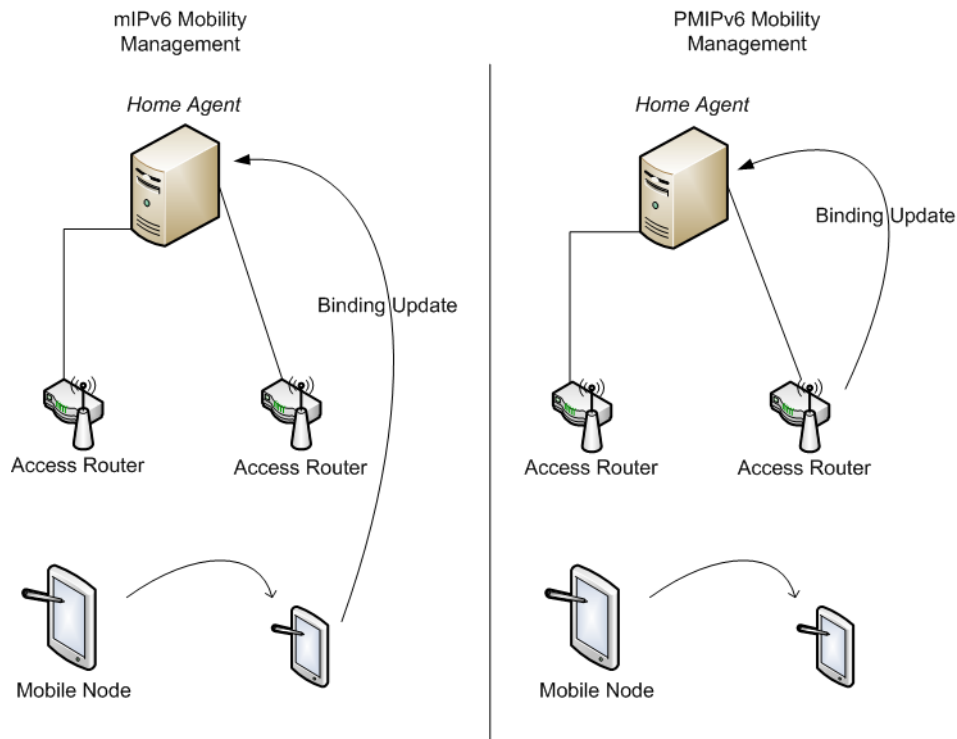 mIPv6 Mobility
Management
Home Agent
Binding Update
Access Router
Access Router
Mobile Node
PMIPv6 Mobility
Management
Home Agent
Binding Update
Access Router
Access Router
Mobile Node